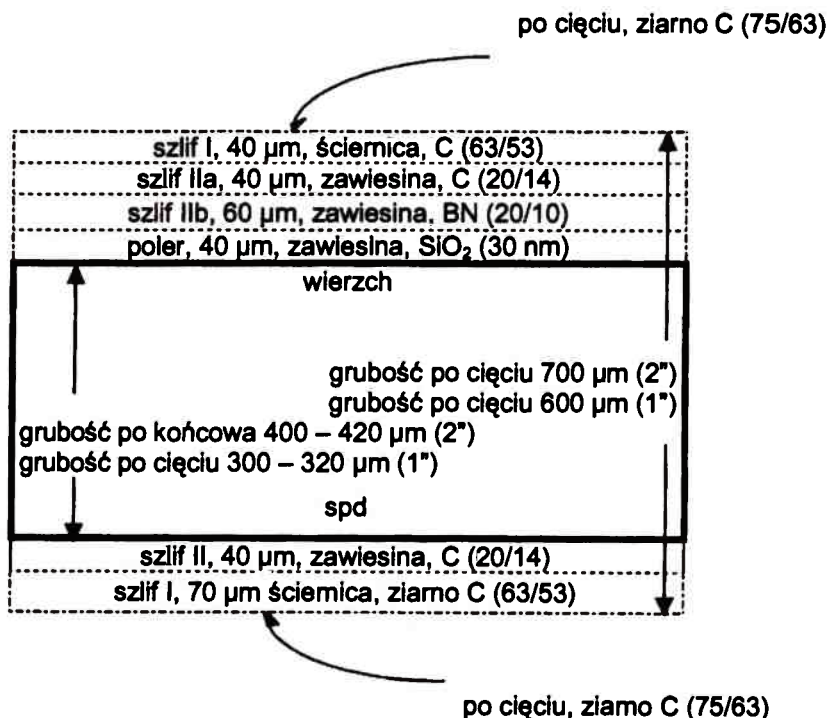 po cięciu, ziarno C (75/63)
szlif I, 40 µm, ściernica, C (63/53)
szlif IIa, 40 µm, zawiesina, C (20/14)
szlif IIb, 60 µm, zawiesina, BN (20/10)
poler, 40 µm, zawiesina, SiO₂ (30 nm)
wierzch
grubość po cięciu 700 µm (2")
grubość po cięciu 600 µm (1")
grubość po końcowa 400 – 420 µm (2")
grubość po cięciu 300 – 320 µm (1")
spd
szlif II, 40 µm, zawiesina, C (20/14)
szlif I, 70 µm ściernica, ziarno C (63/53)
po cięciu, ziarno C (75/63)